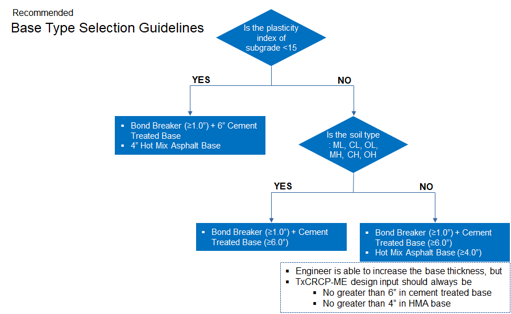 Recommended
Base Type Selection Guidelines
Is the plasticity
index of
subgrade <15
YES
NO
▪ Bond Breaker (≥1.0") + 6" Cement
Treated Base
▪ 4" Hot Mix Asphalt Base
Is the soil type
: ML, CL, OL,
MH, CH, OH
YES
NO
▪ Bond Breaker (≥1.0") + Cement
Treated Base (≥6.0")
▪ Bond Breaker (≥1.0") + Cement
Treated Base (≥6.0")
▪ Hot Mix Asphalt Base (≥4.0")
▪ Engineer is able to increase the base thickness, but
▪ TxCRCP-ME design input should always be
▪ No greater than 6" in cement treated base
▪ No greater than 4" in HMA base